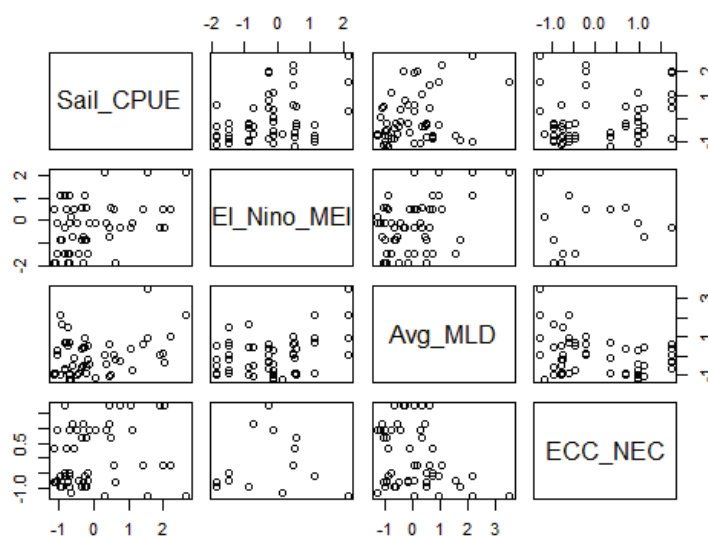 -2 -1 0 1 2 -1.0 0.0 1.0
Sail_CPUE
-1 0 1 2
-2 0 1 2
El_Nino_MEI
Avg_MLD
-1 1 3
-1.0 0.5
ECC_NEC
-1 0 1 2 -1 0 1 2 3